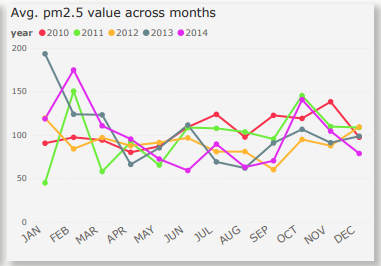 Avg. pm2.5 value across months
year 2010 2011 2012 2013 2014
200
150
100
50
0
JAN FEB MAR APR MAY JUN JUL AUG SEP OCT NOV DEC